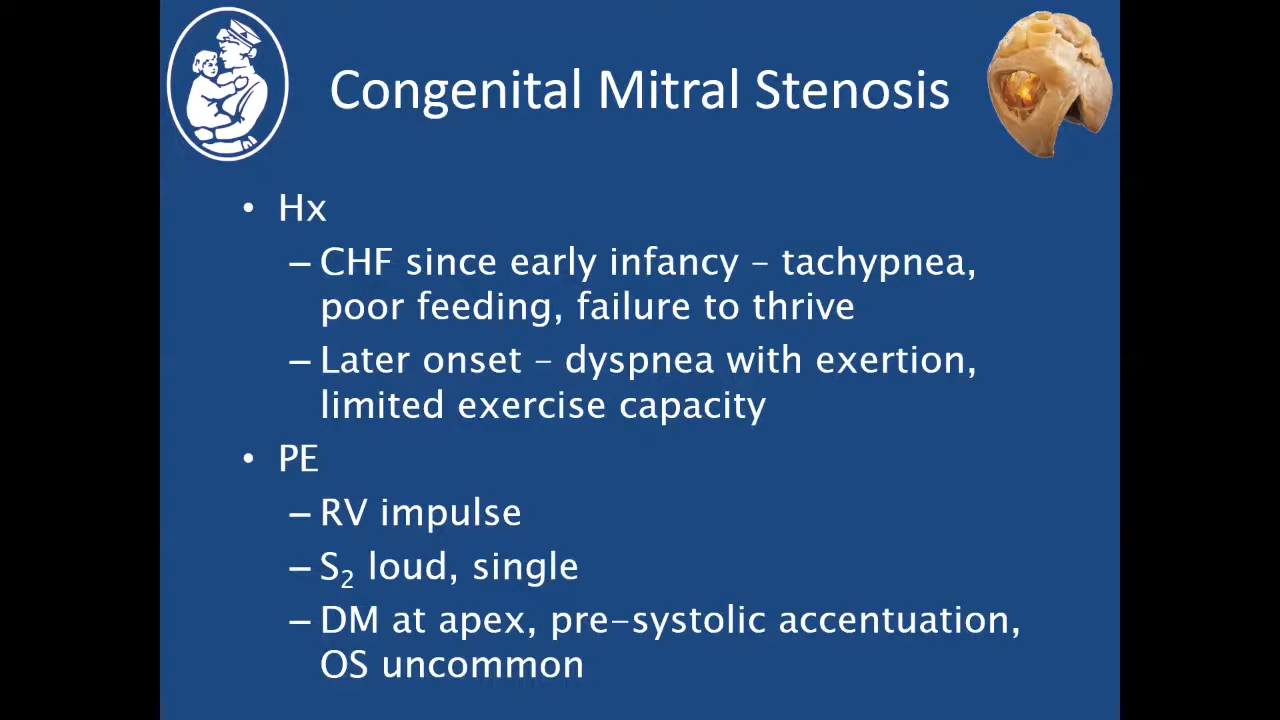 Congenital Mitral Stenosis
• Hx
– CHF since early infancy – tachypnea,
poor feeding, failure to thrive
– Later onset – dyspnea with exertion,
limited exercise capacity
• PE
– RV impulse
– S₂ loud, single
– DM at apex, pre-systolic accentuation,
OS uncommon